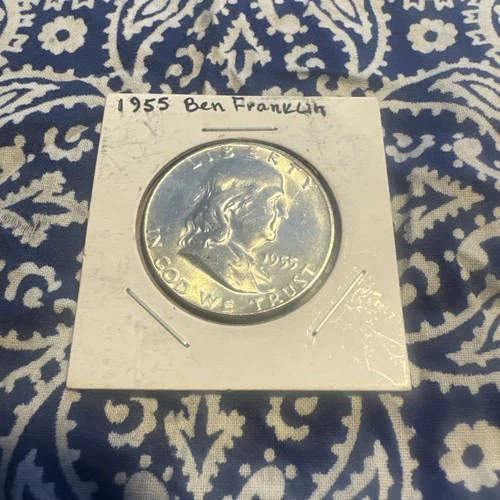 1955 Ben Franklin
LIBERTY
1955
IN GOD WE TRUST